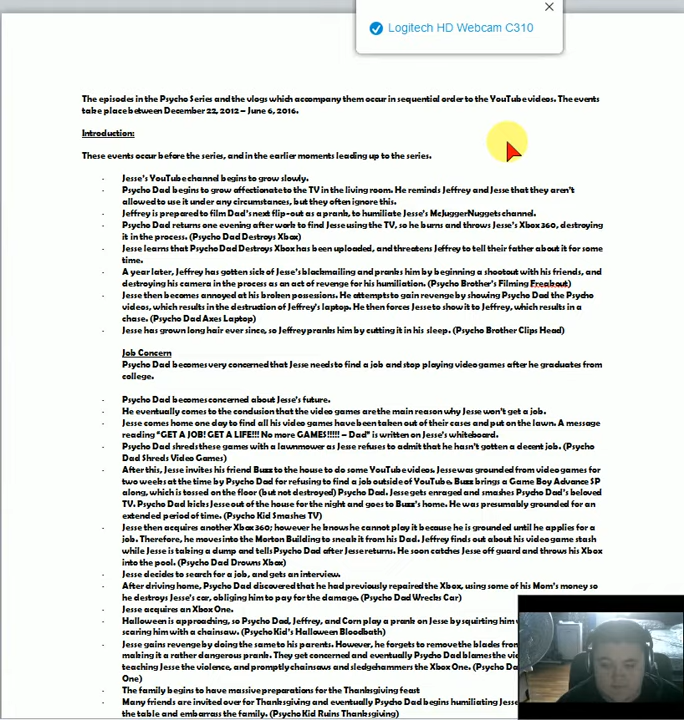 Logitech HD Webcam C310
The episodes in the Psycho Series and the vlogs which accompany them occur in sequential order to the YouTube videos. The events
take place between December 22, 2012 – June 6, 2016.
Introduction:
These events occur before the series, and in the earlier moments leading up to the series.
- Jesse's YouTube channel begins to grow slowly.
- Psycho Dad begins to grow affectionate to the TV in the living room. He reminds Jeffrey and Jesse that they aren't
allowed to use it under any circumstances, but they often ignore this.
- Jeffrey is prepared to film Dad's next flip-out as a prank, to humiliate Jesse's McJuggerNuggets channel.
- Psycho Dad returns one evening after work to find Jesse using the TV, so he burns and throws Jesse's Xbox 360, destroying
it in the process. (Psycho Dad Destroys Xbox)
- Jesse learns that Psycho Dad Destroys Xbox has been uploaded, and threatens Jeffrey to tell their father about it for some
time.
- A year later, Jeffrey has gotten sick of Jesse's blackmailing and pranks him by beginning a shootout with his friends, and
destroying his camera in the process as an act of revenge for his humiliation. (Psycho Brother's Filming Freakout)
- Jesse then becomes annoyed at his broken possessions. He attempts to gain revenge by showing Psycho Dad the Psycho
videos, which results in the destruction of Jeffrey's laptop. He then forces Jesse to show it to Jeffrey, which results in a
chase. (Psycho Dad Axes Laptop)
- Jesse has grown long hair ever since, so Jeffrey pranks him by cutting it in his sleep. (Psycho Brother Clips Head)
Job Concern
Psycho Dad becomes very concerned that Jesse needs to find a job and stop playing video games after he graduates from
college.
- Psycho Dad becomes concerned about Jesse's future.
- He eventually comes to the conclusion that the video games are the main reason why Jesse won't get a job.
- Jesse comes home one day to find all his video games have been taken out of their cases and put on the lawn. A message
reading "GET A JOB! GET A LIFE!!! No more GAMES!!!!! – Dad" is written on Jesse's whiteboard.
- Psycho Dad shreds these games with a lawnmower as Jesse refuses to admit that he hasn't gotten a decent job. (Psycho
Dad Shreds Video Games)
- After this, Jesse invites his friend Buzz to the house to do some YouTube videos. Jesse was grounded from video games for
two weeks at the time by Psycho Dad for refusing to find a job outside of YouTube. Buzz brings a Game Boy Advance SP
along, which is tossed on the floor (but not destroyed) Psycho Dad. Jesse gets enraged and smashes Psycho Dad's beloved
TV. Psycho Dad kicks Jesse out of the house for the night and goes to Buzz's home. He was presumably grounded for an
extended period of time. (Psycho Kid Smashes TV)
- Jesse then acquires another Xbox 360; however he knows he cannot play it because he is grounded until he applies for a
job. Therefore, he moves into the Morton Building to sneak it from his Dad. Jeffrey finds out about his video game stash
while Jesse is taking a dump and tells Psycho Dad after Jesse returns. He soon catches Jesse off guard and throws his Xbox
into the pool. (Psycho Dad Drowns Xbox)
- Jesse decides to search for a job, and gets an interview.
- After driving home, Psycho Dad discovered that he had previously repaired the Xbox, using some of his Mom's money so
he destroys Jesse's car, obliging him to pay for the damage. (Psycho Dad Wrecks Car)
- Jesse acquires an Xbox One.
- Halloween is approaching, so Psycho Dad, Jeffrey, and Corn play a prank on Jesse by squirting him
scaring him with a chainsaw. (Psycho Kid's Halloween Bloodbath)
- Jesse gains revenge by doing the same to his parents. However, he forgets to remove the blades from
making it a rather dangerous prank. They get concerned and eventually Psycho Dad blames the
teaching Jesse the violence, and promptly chainsaws and sledgehammers the Xbox One. (Psycho
One)
- The family begins to have massive preparations for the Thanksgiving feast
- Many friends are invited over for Thanksgiving and eventually Psycho Dad begins humiliating Jesse
the table and embarrass the family. (Psycho Kid Ruins Thanksgiving)